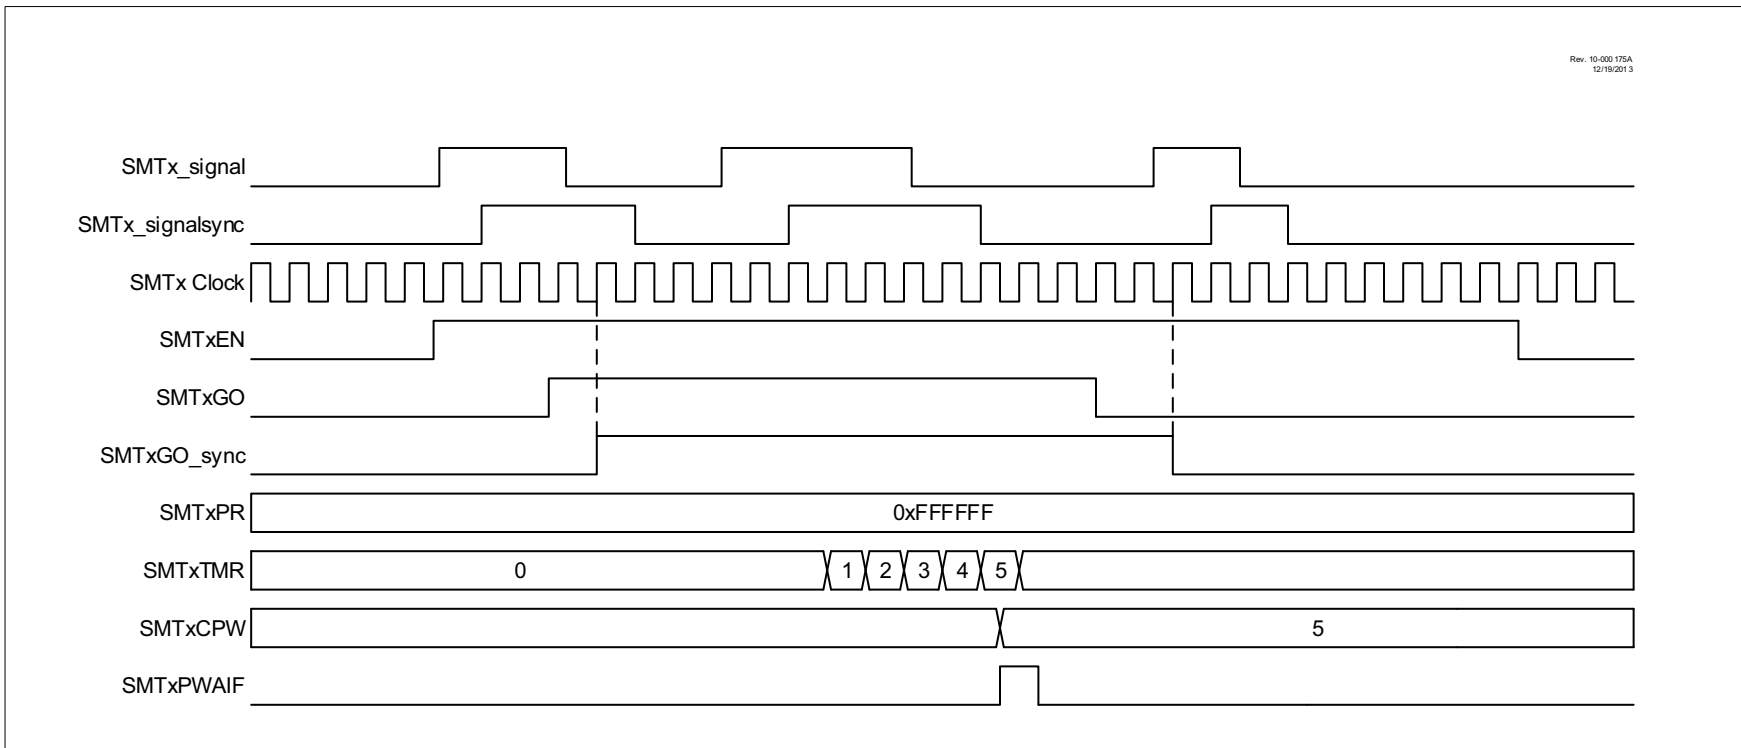 Rev. 10-000 175A
12/19/201 3
SMTx_signal
SMTx_signalsync
SMTx Clock
SMTxEN
SMTxGO
SMTxGO_sync
SMTxPR 0xFFFFFF
SMTxTMR 0 1 2 3 4 5
SMTxCPW 5
SMTxPWAIF